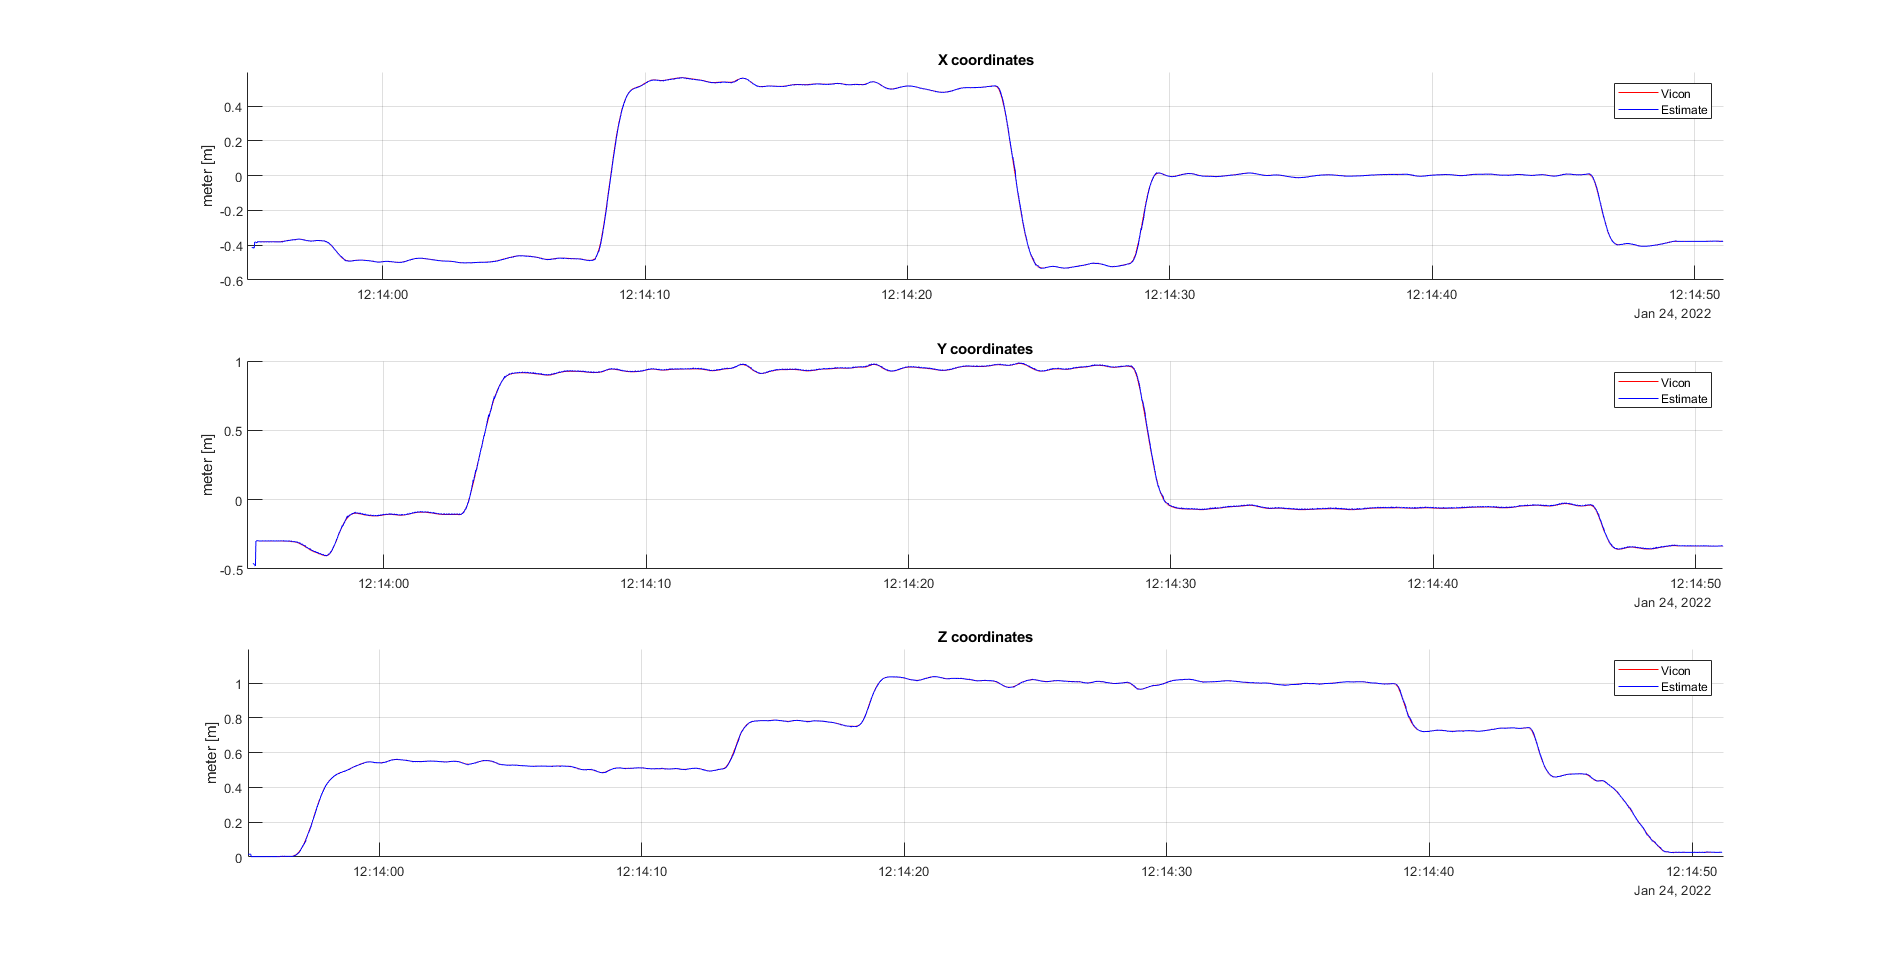 X coordinates
Vicon
Estimate
meter [m]
0.4
0.2
0
-0.2
-0.4
-0.6
12:14:00
12:14:10
12:14:20
12:14:30
12:14:40
12:14:50
Jan 24, 2022
Y coordinates
Vicon
Estimate
meter [m]
1
0.5
0
-0.5
12:14:00
12:14:10
12:14:20
12:14:30
12:14:40
12:14:50
Jan 24, 2022
Z coordinates
Vicon
Estimate
meter [m]
1
0.8
0.6
0.4
0.2
0
12:14:00
12:14:10
12:14:20
12:14:30
12:14:40
12:14:50
Jan 24, 2022